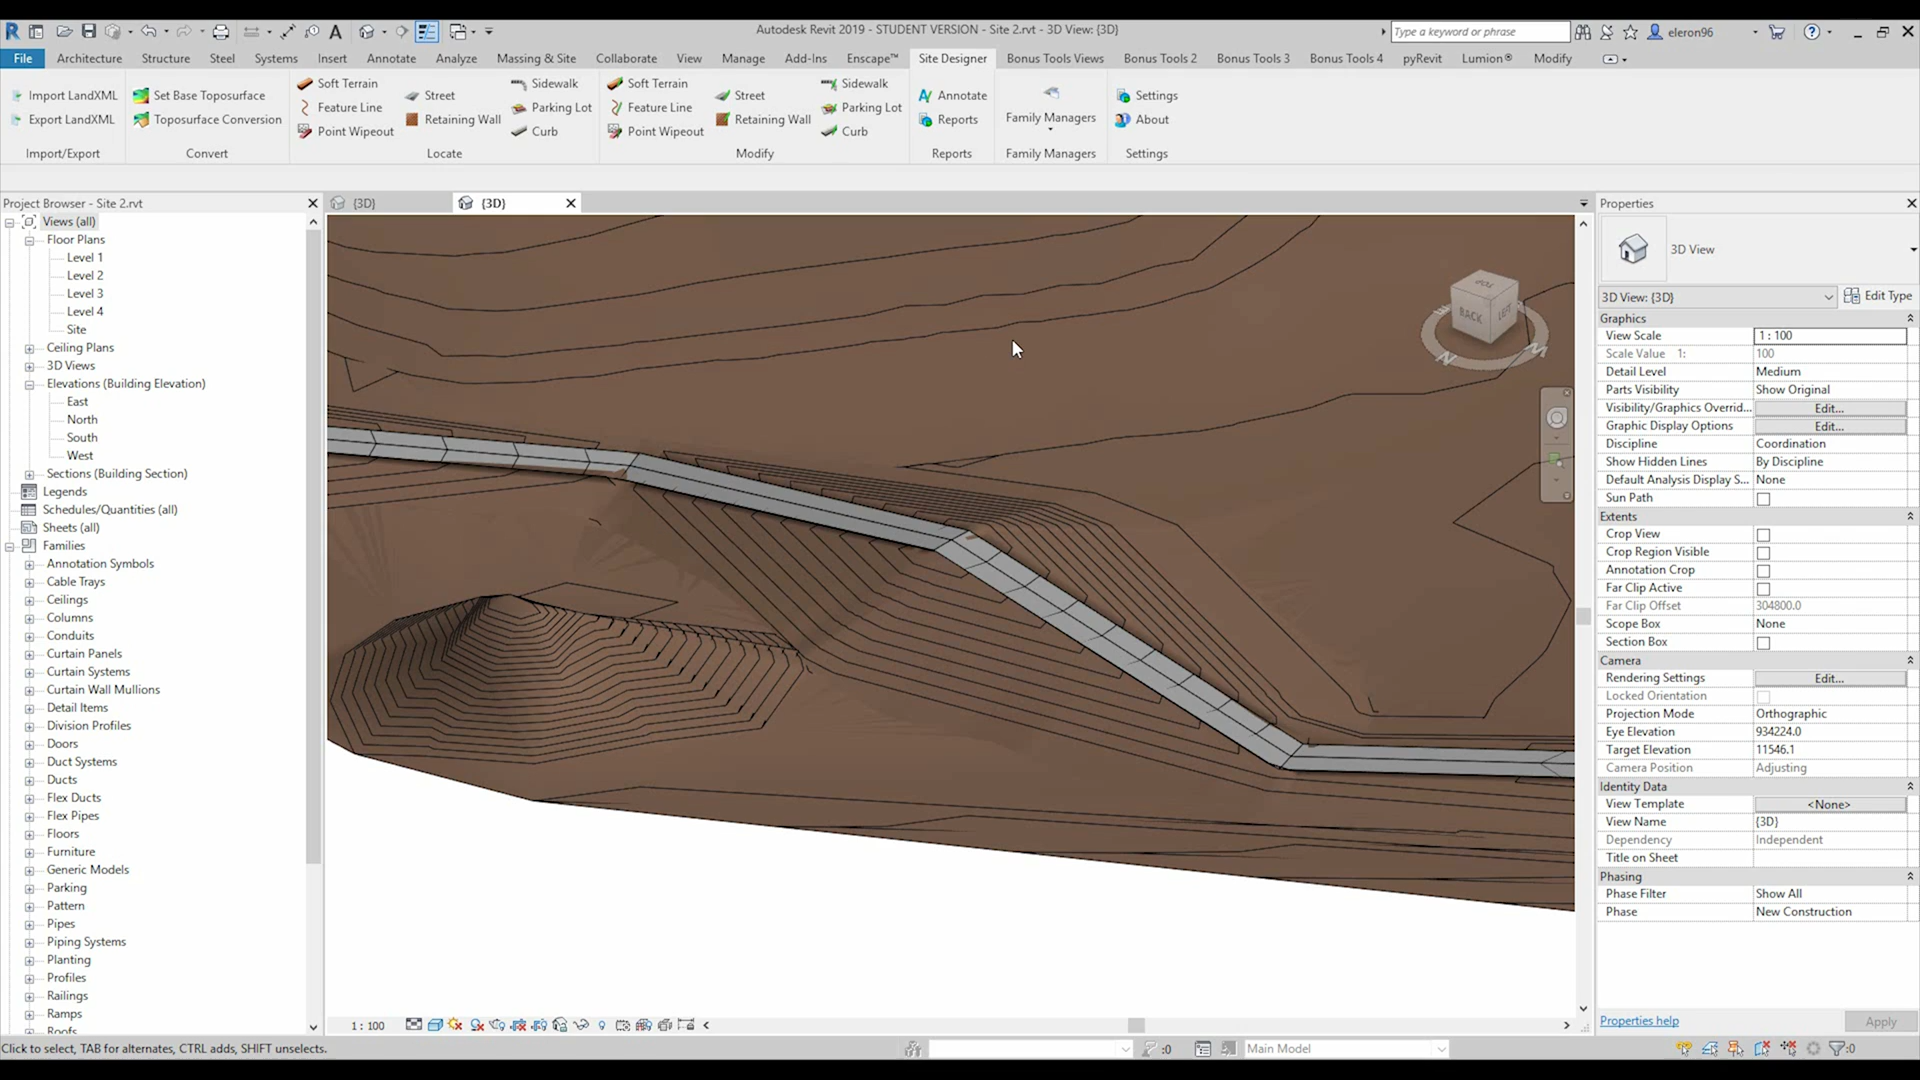 Autodesk Revit 2019 - STUDENT VERSION - Site 2.rvt - 3D View: {3D}
Type a keyword or phrase
eleron96
File Architecture Structure Steel Systems Insert Annotate Analyze Massing & Site Collaborate View Manage Add-Ins Enscape™ Site Designer Bonus Tools Views Bonus Tools 2 Bonus Tools 3 Bonus Tools 4 pyRevit Lumion® Modify
Import LandXML
Export LandXML
Import/Export
Set Base Toposurface
Toposurface Conversion
Convert
Soft Terrain
Feature Line
Point Wipeout
Street
Retaining Wall
Sidewalk
Parking Lot
Curb
Locate
Soft Terrain
Feature Line
Point Wipeout
Street
Retaining Wall
Sidewalk
Parking Lot
Curb
Modify
Annotate
Reports
Reports
Family Managers
Family Managers
Settings
About
Settings
Project Browser - Site 2.rvt
Views (all)
Floor Plans
Level 1
Level 2
Level 3
Level 4
Site
Ceiling Plans
3D Views
Elevations (Building Elevation)
East
North
South
West
Sections (Building Section)
Legends
Schedules/Quantities (all)
Sheets (all)
Families
Annotation Symbols
Cable Trays
Ceilings
Columns
Conduits
Curtain Panels
Curtain Systems
Curtain Wall Mullions
Detail Items
Division Profiles
Doors
Duct Systems
Ducts
Flex Ducts
Flex Pipes
Floors
Furniture
Generic Models
Parking
Pattern
Pipes
Piping Systems
Planting
Profiles
Railings
Ramps
Roofs
{3D}
{3D}
TOP
BACK
LEFT
N
1 : 100
Properties
3D View
3D View: {3D}
Edit Type
Graphics
View Scale 1 : 100
Scale Value 1: 100
Detail Level Medium
Parts Visibility Show Original
Visibility/Graphics Overrid... Edit...
Graphic Display Options Edit...
Discipline Coordination
Show Hidden Lines By Discipline
Default Analysis Display S... None
Sun Path
Extents
Crop View
Crop Region Visible
Annotation Crop
Far Clip Active
Far Clip Offset 304800.0
Scope Box None
Section Box
Camera
Rendering Settings Edit...
Locked Orientation
Projection Mode Orthographic
Eye Elevation 934224.0
Target Elevation 11546.1
Camera Position Adjusting
Identity Data
View Template <None>
View Name {3D}
Dependency Independent
Title on Sheet
Phasing
Phase Filter Show All
Phase New Construction
Properties help
Apply
Click to select, TAB for alternates, CTRL adds, SHIFT unselects.
:0
Main Model
:0